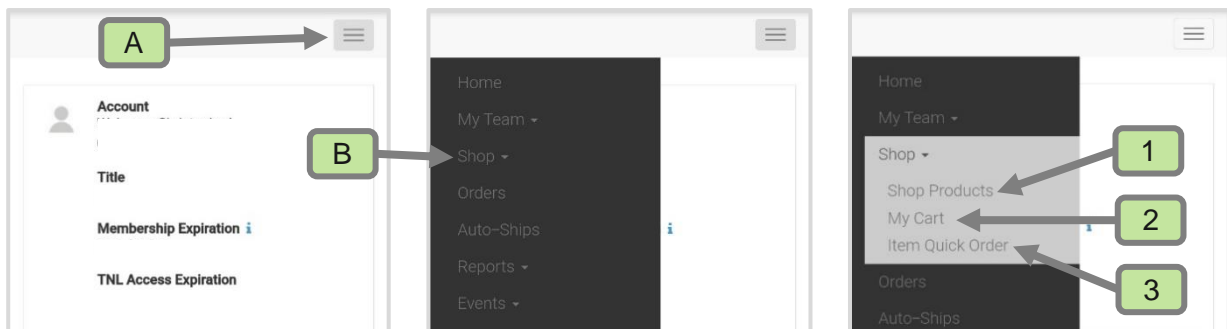 A
Account
Title
Membership Expiration i
TNL Access Expiration
B
Home
My Team
Shop
Orders
Auto-Ships
Reports
Events
i
Home
My Team
Shop
Shop Products
My Cart
Item Quick Order
Orders
Auto-Ships
i
1
2
3